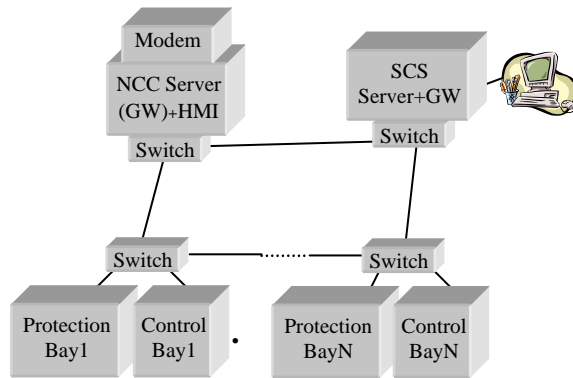 Modem
NCC Server
(GW)+HMI
Switch
SCS
Server+GW
Switch
Switch
Switch
Protection
Bay1
Control
Bay1
Protection
BayN
Control
BayN